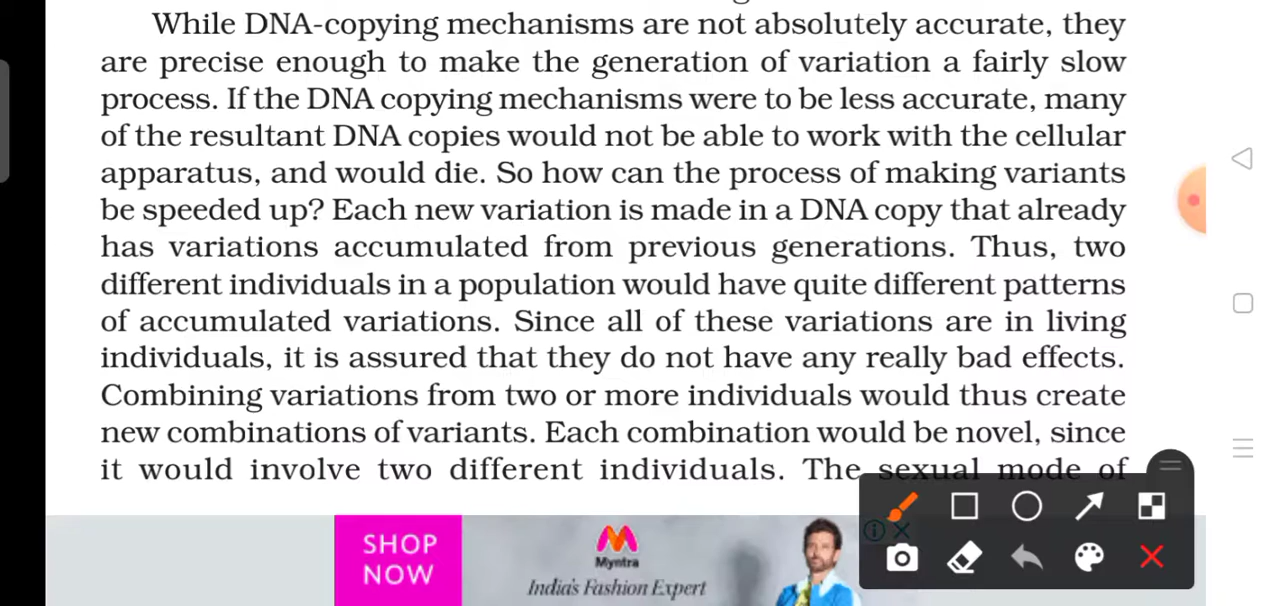 While DNA-copying mechanisms are not absolutely accurate, they
are precise enough to make the generation of variation a fairly slow
process. If the DNA copying mechanisms were to be less accurate, many
of the resultant DNA copies would not be able to work with the cellular
apparatus, and would die. So how can the process of making variants
be speeded up? Each new variation is made in a DNA copy that already
has variations accumulated from previous generations. Thus, two
different individuals in a population would have quite different patterns
of accumulated variations. Since all of these variations are in living
individuals, it is assured that they do not have any really bad effects.
Combining variations from two or more individuals would thus create
new combinations of variants. Each combination would be novel, since
it would involve two different individuals. The sexual mode of
SHOP
NOW
Myntra
India's Fashion Expert